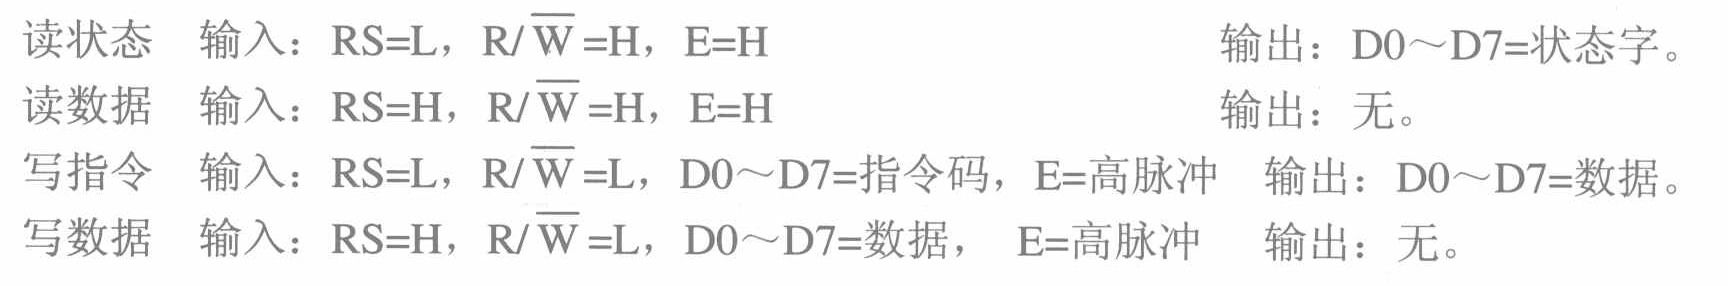 读状态 输入：RS=L，R/W̅=H，E=H 输出：D0～D7=状态字。
读数据 输入：RS=H，R/W̅=H，E=H 输出：无。
写指令 输入：RS=L，R/W̅=L，D0～D7=指令码，E=高脉冲 输出：D0～D7=数据。
写数据 输入：RS=H，R/W̅=L，D0～D7=数据， E=高脉冲 输出：无。